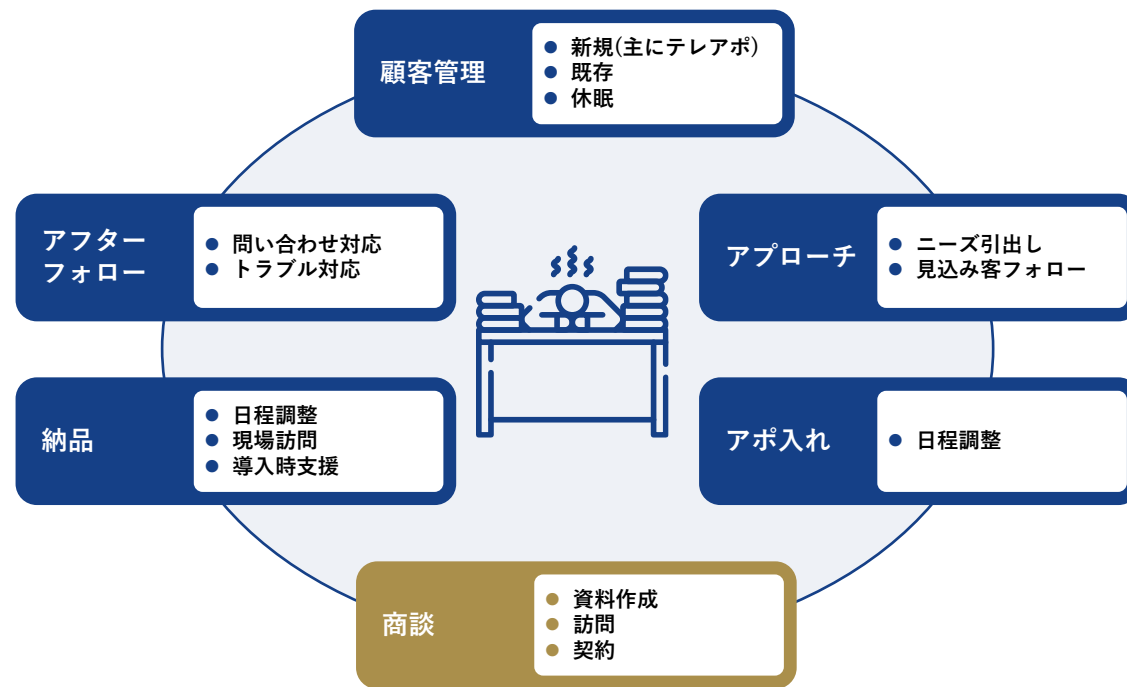 顧客管理
新規(主にテレアポ)
既存
休眠
アプローチ
ニーズ引出し
見込み客フォロー
アポ入れ
日程調整
商談
資料作成
訪問
契約
納品
日程調整
現場訪問
導入時支援
アフター
フォロー
問い合わせ対応
トラブル対応